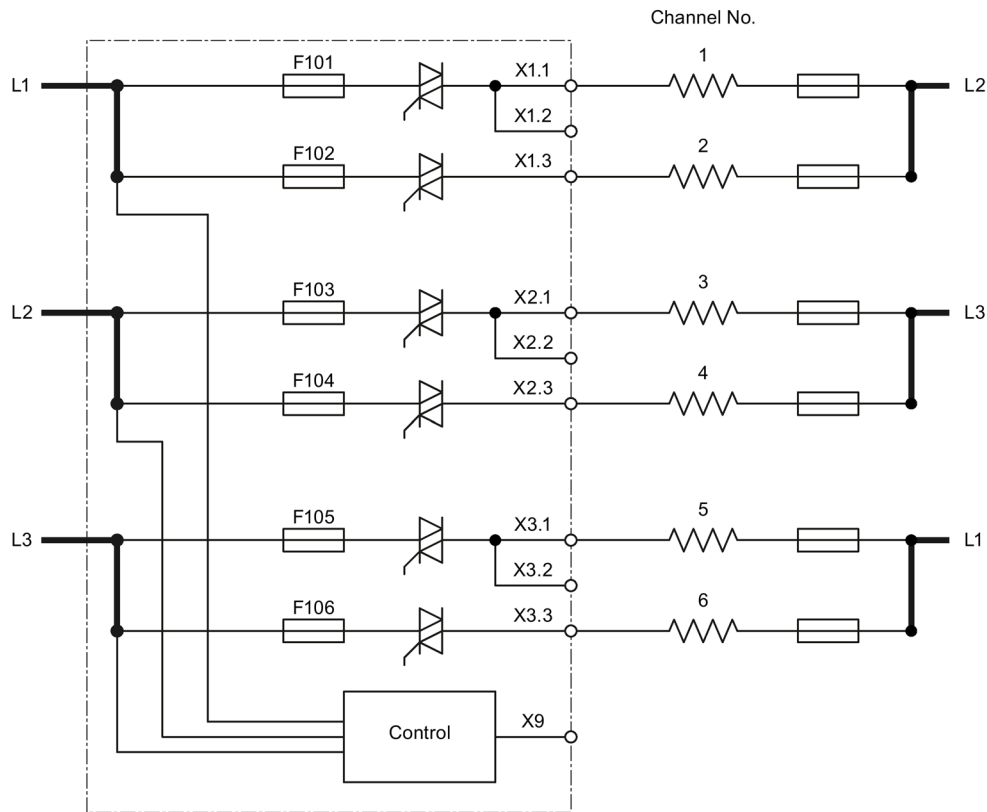 Channel No.
F101
X1.1
1
L1
L2
X1.2
F102
X1.3
2
F103
X2.1
3
L2
L3
X2.2
F104
X2.3
4
F105
X3.1
5
L3
L1
X3.2
F106
X3.3
6
Control
X9